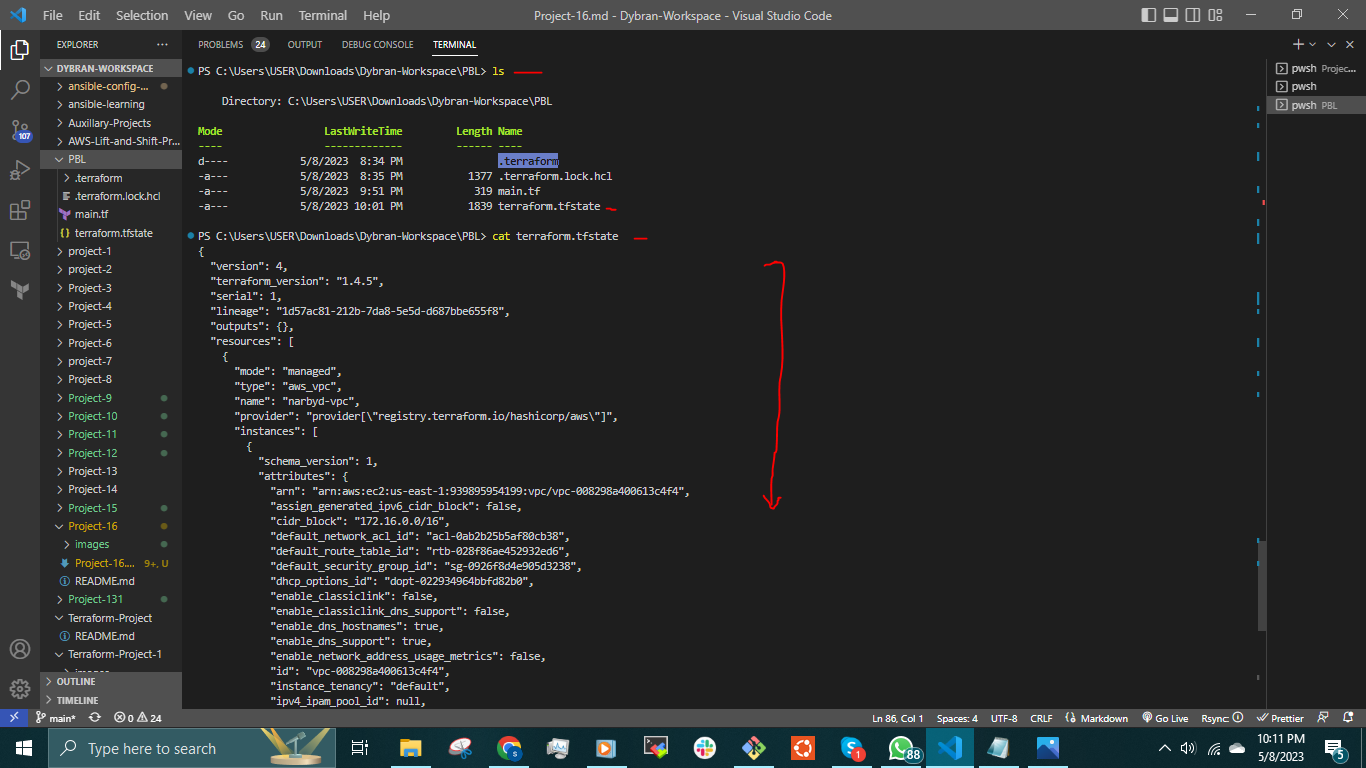 File Edit Selection View Go Run Terminal Help
Project-16.md - Dybran-Workspace - Visual Studio Code
EXPLORER
DYBRAN-WORKSPACE
ansible-config-...
ansible-learning
Auxillary-Projects
AWS-Lift-and-Shift-Pr...
PBL
.terraform
.terraform.lock.hcl
main.tf
terraform.tfstate
project-1
project-2
Project-3
Project-4
Project-5
Project-6
project-7
Project-8
Project-9
Project-10
Project-11
Project-12
Project-13
Project-14
Project-15
Project-16
images
Project-16.... 9+, U
README.md
Project-131
Terraform-Project
README.md
Terraform-Project-1
OUTLINE
TIMELINE
107
PROBLEMS 24 OUTPUT DEBUG CONSOLE TERMINAL
PS C:\Users\USER\Downloads\Dybran-Workspace\PBL> ls
Directory: C:\Users\USER\Downloads\Dybran-Workspace\PBL
Mode LastWriteTime Length Name
---- ------------- ------ ----
d---- 5/8/2023 8:34 PM .terraform
-a--- 5/8/2023 8:35 PM 1377 .terraform.lock.hcl
-a--- 5/8/2023 9:51 PM 319 main.tf
-a--- 5/8/2023 10:01 PM 1839 terraform.tfstate
PS C:\Users\USER\Downloads\Dybran-Workspace\PBL> cat terraform.tfstate
{
"version": 4,
"terraform_version": "1.4.5",
"serial": 1,
"lineage": "1d57ac81-212b-7da8-5e5d-d687bbe655f8",
"outputs": {},
"resources": [
{
"mode": "managed",
"type": "aws_vpc",
"name": "narbyd-vpc",
"provider": "provider[\"registry.terraform.io/hashicorp/aws\"]",
"instances": [
{
"schema_version": 1,
"attributes": {
"arn": "arn:aws:ec2:us-east-1:939895954199:vpc/vpc-008298a400613c4f4",
"assign_generated_ipv6_cidr_block": false,
"cidr_block": "172.16.0.0/16",
"default_network_acl_id": "acl-0ab2b25b5af80cb38",
"default_route_table_id": "rtb-028f86ae452932ed6",
"default_security_group_id": "sg-0926f8d4e905d3238",
"dhcp_options_id": "dopt-022934964bbfd82b0",
"enable_classiclink": false,
"enable_classiclink_dns_support": false,
"enable_dns_hostnames": true,
"enable_dns_support": true,
"enable_network_address_usage_metrics": false,
"id": "vpc-008298a400613c4f4",
"instance_tenancy": "default",
"ipv4_ipam_pool_id": null,
pwsh Projec...
pwsh
pwsh PBL
main* 0 24
Ln 86, Col 1 Spaces: 4 UTF-8 CRLF Markdown Go Live Rsync: Prettier
Type here to search
1
88
10:11 PM
5/8/2023
5